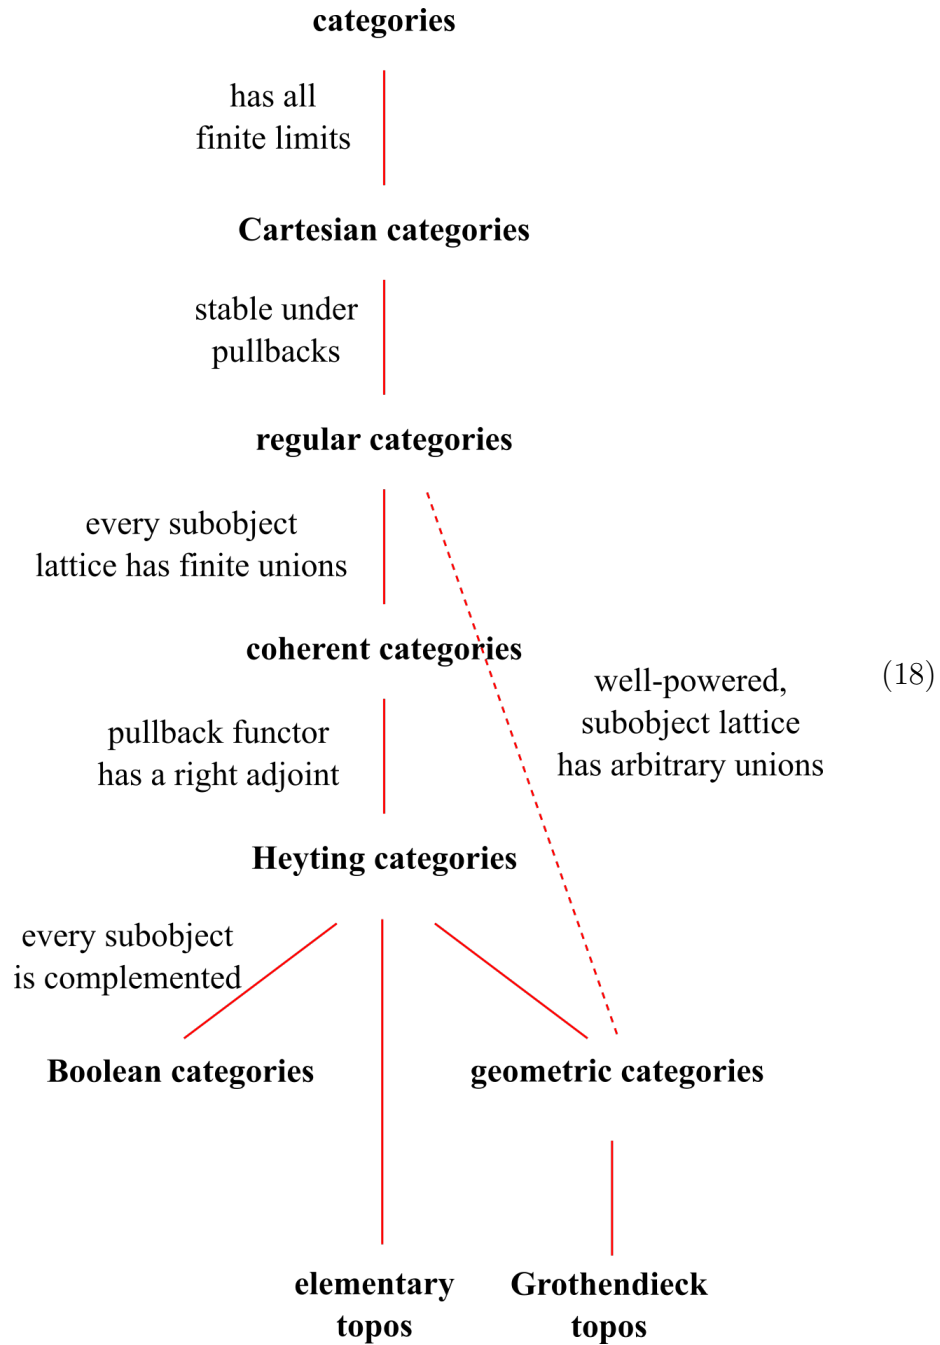 categories
has all
finite limits
Cartesian categories
stable under
pullbacks
regular categories
every subobject
lattice has finite unions
coherent categories
well-powered,
subobject lattice
has arbitrary unions
(18)
pullback functor
has a right adjoint
Heyting categories
every subobject
is complemented
Boolean categories
geometric categories
elementary
topos
Grothendieck
topos